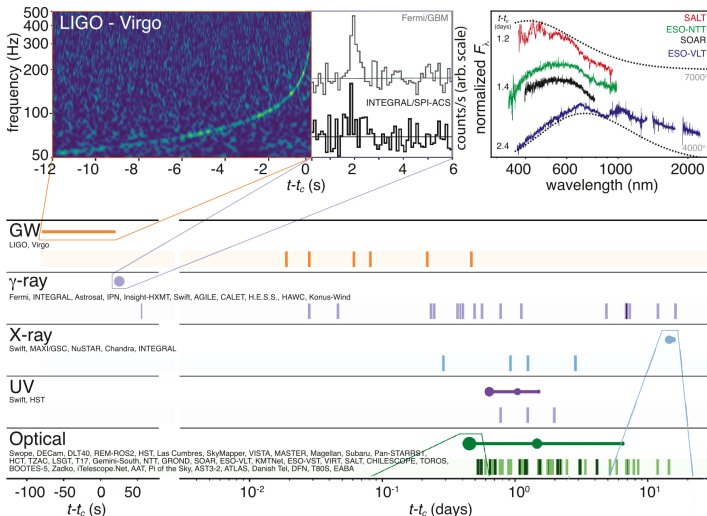 LIGO - Virgo
frequency (Hz)
500
400
300
200
100
50
-12
-10
-8
-6
-4
-2
0
2
4
6
t-tc (s)
Fermi/GBM
INTEGRAL/SPI-ACS
counts/s (arb. scale)
normalized Fλ
t-tc
(days)
1.2
1.4
2.4
SALT
ESO-NTT
SOAR
ESO-VLT
7000°
4000°
400
600
1000
2000
wavelength (nm)
GW
LIGO, Virgo
γ-ray
Fermi, INTEGRAL, Astrosat, IPN, Insight-HXMT, Swift, AGILE, CALET, H.E.S.S., HAWC, Konus-Wind
X-ray
Swift, MAXI/GSC, NuSTAR, Chandra, INTEGRAL
UV
Swift, HST
Optical
Swope, DECam, DLT40, REM-ROS2, HST, Las Cumbres, SkyMapper, VISTA, MASTER, Magellan, Subaru, Pan-STARRS1,
HCT, TZAC, LSGT, T17, Gemini-South, NTT, GROND, SOAR, ESO-VLT, KMTNet, ESO-VST, VIRT, SALT, CHILESCOPE, TOROS,
BOOTES-5, Zadko, iTelescope.Net, AAT, Pi of the Sky, AST3-2, ATLAS, Danish Tel, DFN, T80S, EABA
-100
-50
0
50
10-2
10-1
100
101
t-tc (s)
t-tc (days)